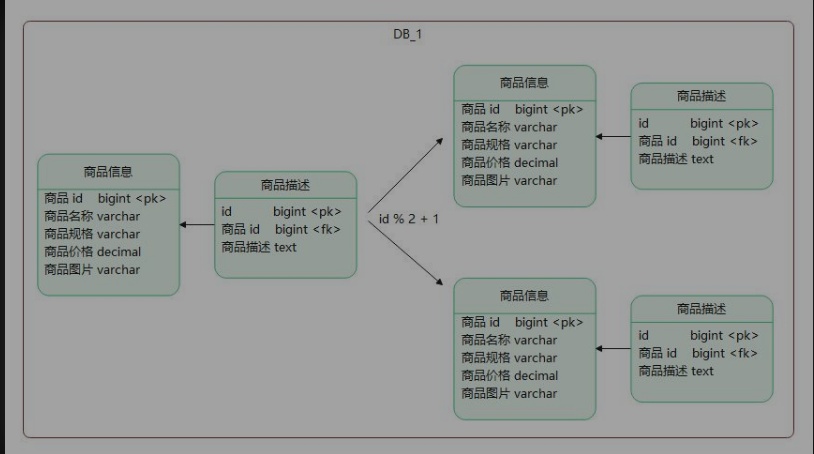 DB_1
商品信息
商品 id bigint <pk>
商品名称 varchar
商品规格 varchar
商品价格 decimal
商品图片 varchar
商品描述
id bigint <pk>
商品 id bigint <fk>
商品描述 text
id % 2 + 1
商品信息
商品 id bigint <pk>
商品名称 varchar
商品规格 varchar
商品价格 decimal
商品图片 varchar
商品描述
id bigint <pk>
商品 id bigint <fk>
商品描述 text
商品信息
商品 id bigint <pk>
商品名称 varchar
商品规格 varchar
商品价格 decimal
商品图片 varchar
商品描述
id bigint <pk>
商品 id bigint <fk>
商品描述 text